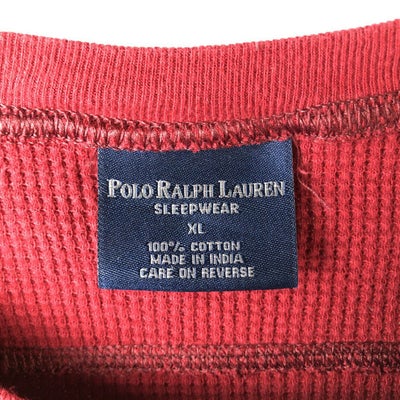 POLO RALPH LAUREN
SLEEPWEAR
XL
100% COTTON
MADE IN INDIA
CARE ON REVERSE